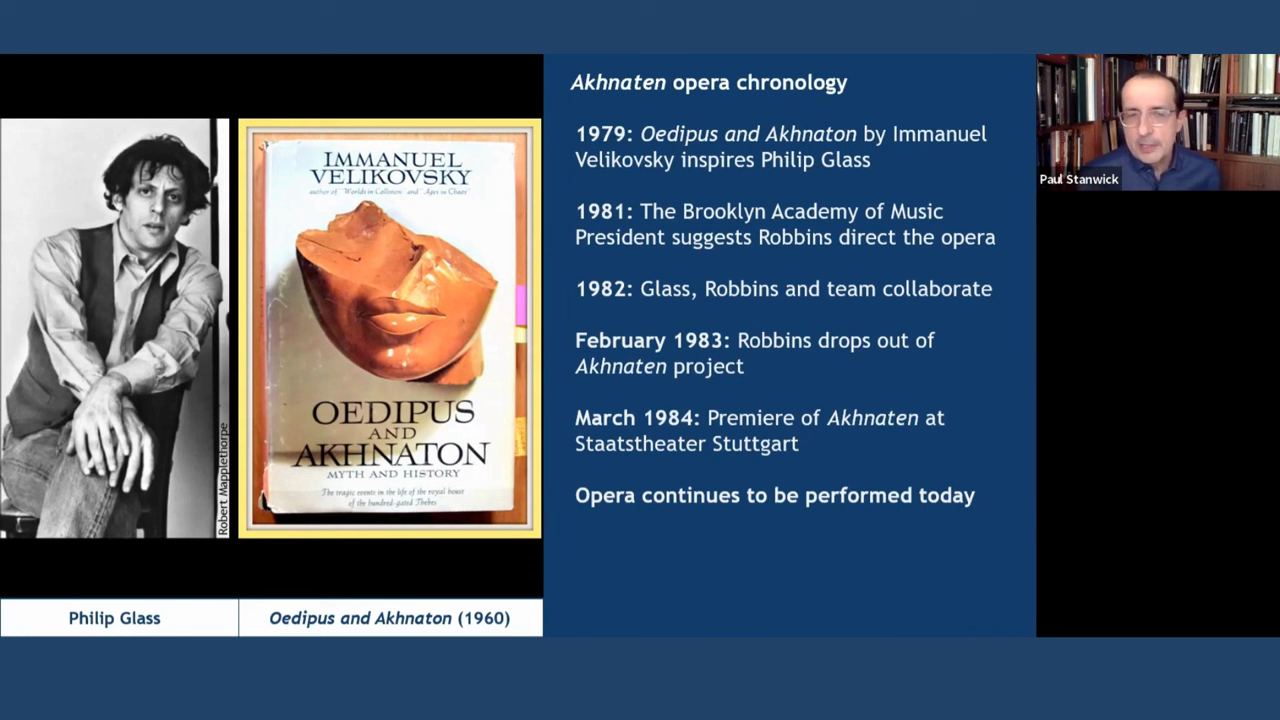 Akhnaten opera chronology
1979: Oedipus and Akhnaton by Immanuel
Velikovsky inspires Philip Glass
1981: The Brooklyn Academy of Music
President suggests Robbins direct the opera
1982: Glass, Robbins and team collaborate
February 1983: Robbins drops out of
Akhnaten project
March 1984: Premiere of Akhnaten at
Staatstheater Stuttgart
Opera continues to be performed today
Robert Mapplethorpe
IMMANUEL
VELIKOVSKY
author of "Worlds in Collision" and "Ages in Chaos"
OEDIPUS
AND
AKHNATON
MYTH AND HISTORY
The tragic events in the life of the royal house
of the hundred-gated Thebes
Philip Glass
Oedipus and Akhnaton (1960)
Paul Stanwick